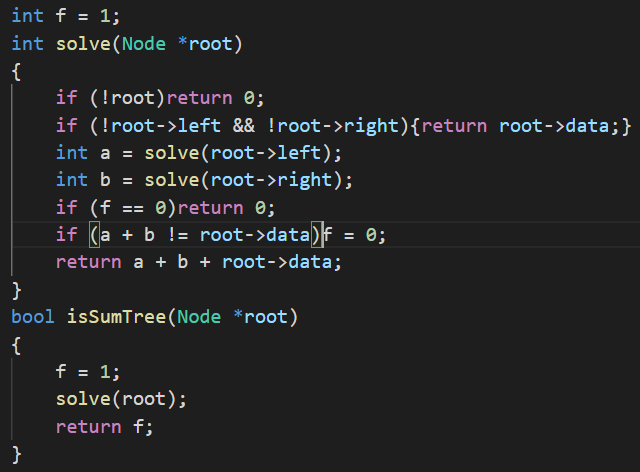 int f = 1;
int solve(Node *root)
{
    if (!root)return 0;
    if (!root->left && !root->right){return root->data;}
    int a = solve(root->left);
    int b = solve(root->right);
    if (f == 0)return 0;
    if (a + b != root->data)f = 0;
    return a + b + root->data;
}
bool isSumTree(Node *root)
{
    f = 1;
    solve(root);
    return f;
}